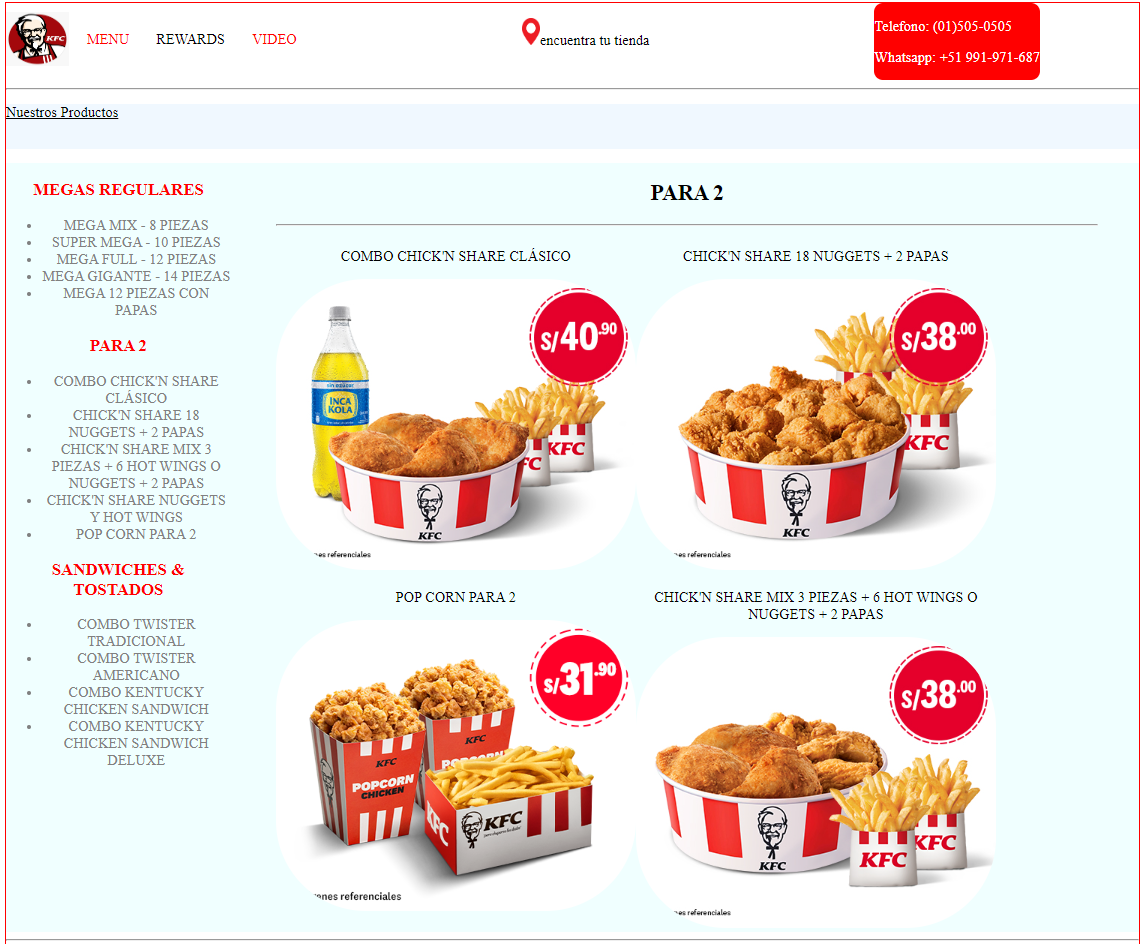 KFC
MENU
REWARDS
VIDEO
encuentra tu tienda
Telefono: (01)505-0505
Whatsapp: +51 991-971-687
Nuestros Productos
MEGAS REGULARES
MEGA MIX - 8 PIEZAS
SUPER MEGA - 10 PIEZAS
MEGA FULL - 12 PIEZAS
MEGA GIGANTE - 14 PIEZAS
MEGA 12 PIEZAS CON
PAPAS
PARA 2
COMBO CHICK'N SHARE
CLÁSICO
CHICK'N SHARE 18
NUGGETS + 2 PAPAS
CHICK'N SHARE MIX 3
PIEZAS + 6 HOT WINGS O
NUGGETS + 2 PAPAS
CHICK'N SHARE NUGGETS
Y HOT WINGS
POP CORN PARA 2
SANDWICHES &
TOSTADOS
COMBO TWISTER
TRADICIONAL
COMBO TWISTER
AMERICANO
COMBO KENTUCKY
CHICKEN SANDWICH
COMBO KENTUCKY
CHICKEN SANDWICH
DELUXE
PARA 2
COMBO CHICK'N SHARE CLÁSICO
S/40.90
sin azúcar
INCA
KOLA
FC
KFC
KFC
nes referenciales
CHICK'N SHARE 18 NUGGETS + 2 PAPAS
S/38.00
KFC
KFC
nes referenciales
POP CORN PARA 2
S/31.90
KFC
POPCORN
CHICKEN
KFC
POPCORN
KFC
KFC
genes referenciales
CHICK'N SHARE MIX 3 PIEZAS + 6 HOT WINGS O
NUGGETS + 2 PAPAS
S/38.00
KFC
KFC
KFC
nes referenciales